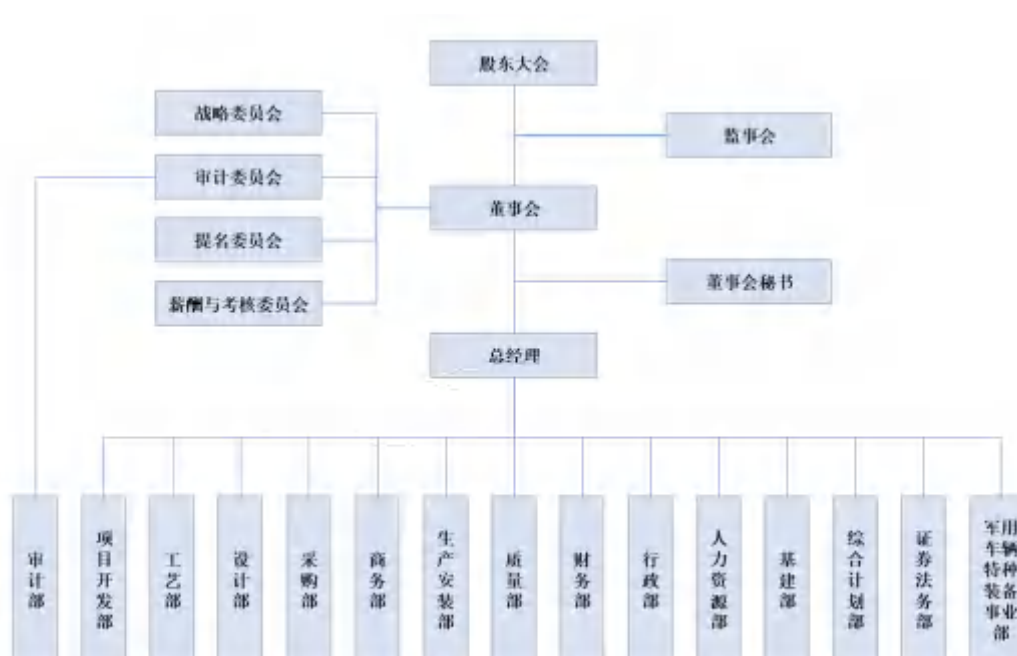 股东大会
战略委员会
监事会
审计委员会
董事会
提名委员会
董事会秘书
薪酬与考核委员会
总经理
审计部
项目开发部
工艺部
设计部
采购部
商务部
生产安装部
质量部
财务部
行政部
人力资源部
基建部
综合计划部
证券法务部
军用
车辆
特种
装备
事业
部